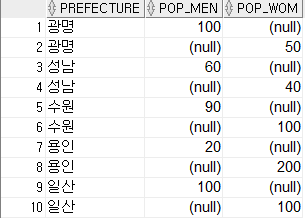 PREFECTURE POP_MEN POP_WOM
1 광명 100 (null)
2 광명 (null) 50
3 성남 60 (null)
4 성남 (null) 40
5 수원 90 (null)
6 수원 (null) 100
7 용인 20 (null)
8 용인 (null) 200
9 일산 100 (null)
10 일산 (null) 100